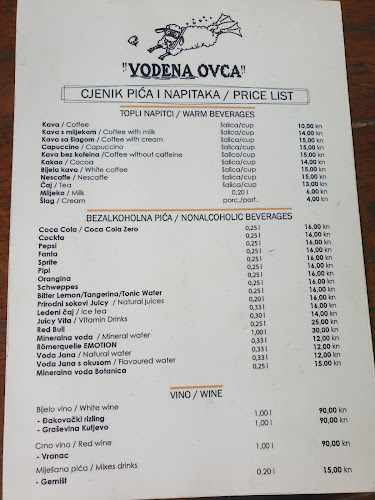 "VODENA OVCA"
CJENIK PIĆA I NAPITAKA / PRICE LIST
TOPLI NAPITCI / WARM BEVERAGES
Kava / Coffee šalica/cup 10,00 kn
Kava s mlijekom / Coffee with milk šalica/cup 14,00 kn
Kava sa šlagom / Coffee with cream šalica/cup 15,00 kn
Capuccino / Capuccino šalica/cup 15,00 kn
Kava bez kofeina /Coffee without caffeine šalica/cup 15,00 kn
Kakao / Cocoa šalica/cup 14,00 kn
Bijela kava / White coffee šalica/cup 15,00 kn
Nescaffe / Nescaffe šalica/cup 15,00 kn
Čaj / Tea šalica/cup 13,00 kn
Mlijeko / Milk 0,20 l 6,00 kn
Šlag / Cream porc./port. 4,00 kn
BEZALKOHOLNA PIĆA / NONALCOHOLIC BEVERAGES
Coca Cola / Coca Cola Zero 0,25 l 16,00 kn
Cockta 0,25 l 16,00 kn
Pepsi 0,25 l 16,00 kn
Fanta 0,25 l 16,00 kn
Sprite 0,25 l 16,00 kn
Pipi 0,25 l 16,00 kn
Orangina 0,25 l 16,00 kn
Schweppes 0,25 l 16,00 kn
Bitter Lemon/Tangerina/Tonic Water 0,25 l 16,00 kn
Prirodni sokovi Juicy / Natural juices 0,20 l 16,00 kn
Ledeni čaj / Ice tea 0,33 l 16,00 kn
Juicy Vita / Vitamin Drinks 0,30 l 14,00 kn
Red Bull 0,25 l 25,00 kn
Mineralna voda / Mineral water 1,00 l 30,00 kn
Römerquelle EMOTION 0,33 l 12,00 kn
Voda Jana / Natural water 0,33 l 12,00 kn
Voda Jana s okusom / Flavoured water 0,33 l 12,00 kn
Mineralna voda Botanica 0,25 l 15,00 kn
VINO / WINE
Bijelo vino / White wine
- Đakovački rizling 1,00 l 90,00 kn
- Graševina Kutjevo
Crno vino / Red wine 1,00 l 90,00 kn
- Vranac
Miješana pića / Mixes drinks 0.20 l 15,00 kn
- Gemišt